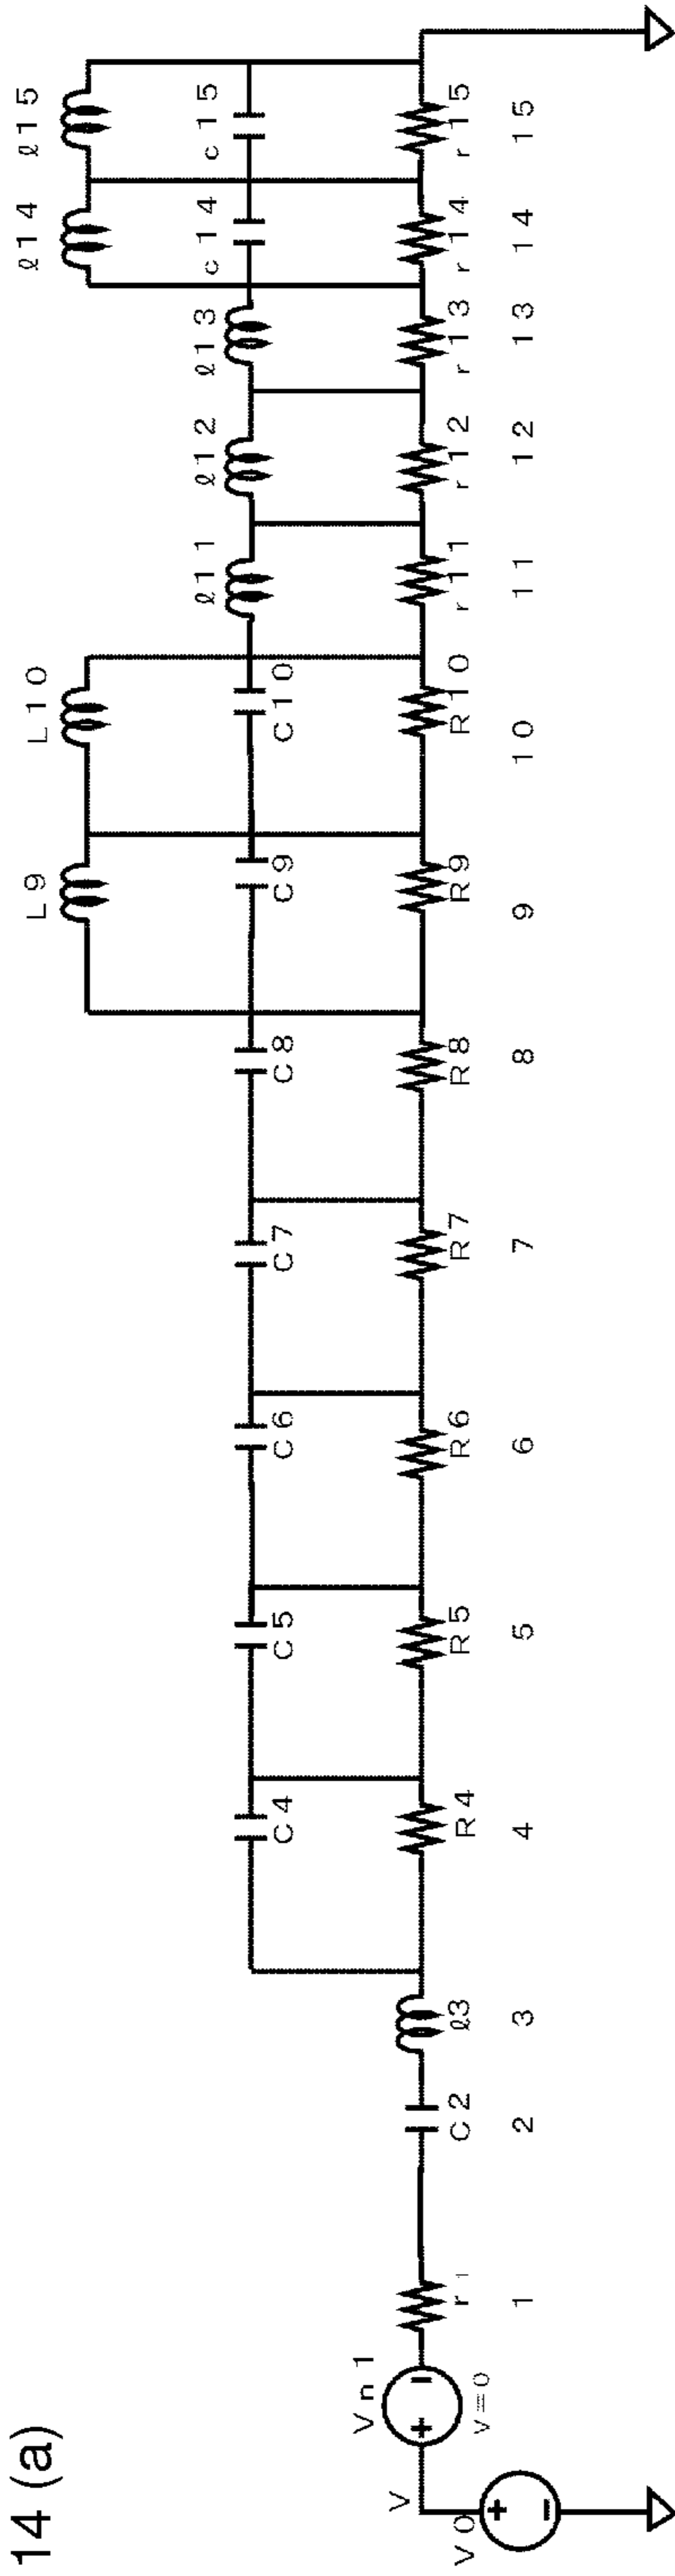 14 (a)
ℓ14 ℓ15
L9 L10
ℓ11 ℓ12 ℓ13 c14 c15
C4 C5 C6 C7 C8 C9 C10
V Vn1
V0 V=0 r1 C2 ℓ3 R4 R5 R6 R7 R8 R9 R10 r11 r12 r13 r14 r15
1 2 3 4 5 6 7 8 9 10 11 12 13 14 15